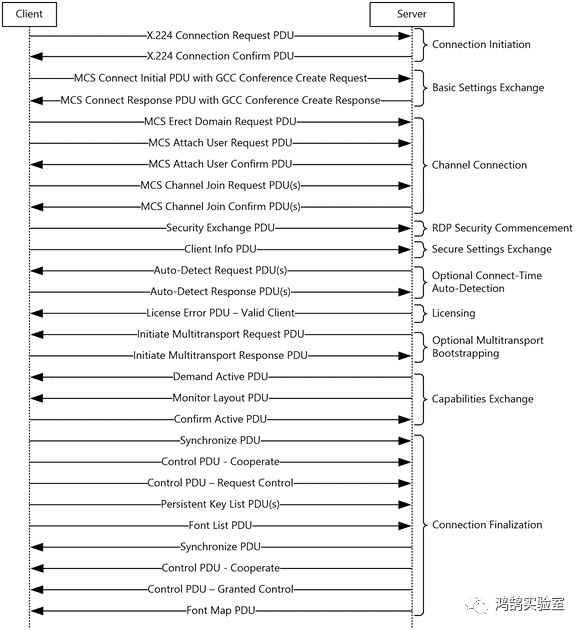 Client
Server
X.224 Connection Request PDU
X.224 Connection Confirm PDU
Connection Initiation
MCS Connect Initial PDU with GCC Conference Create Request
MCS Connect Response PDU with GCC Conference Create Response
Basic Settings Exchange
MCS Erect Domain Request PDU
MCS Attach User Request PDU
MCS Attach User Confirm PDU
MCS Channel Join Request PDU(s)
MCS Channel Join Confirm PDU(s)
Channel Connection
Security Exchange PDU
RDP Security Commencement
Client Info PDU
Secure Settings Exchange
Auto-Detect Request PDU(s)
Auto-Detect Response PDU(s)
Optional Connect-Time
Auto-Detection
License Error PDU – Valid Client
Licensing
Initiate Multitransport Request PDU
Initiate Multitransport Response PDU
Optional Multitransport
Bootstrapping
Demand Active PDU
Monitor Layout PDU
Confirm Active PDU
Capabilities Exchange
Synchronize PDU
Control PDU - Cooperate
Control PDU – Request Control
Persistent Key List PDU(s)
Font List PDU
Synchronize PDU
Control PDU - Cooperate
Control PDU – Granted Control
Font Map PDU
Connection Finalization
鸿鹄实验室